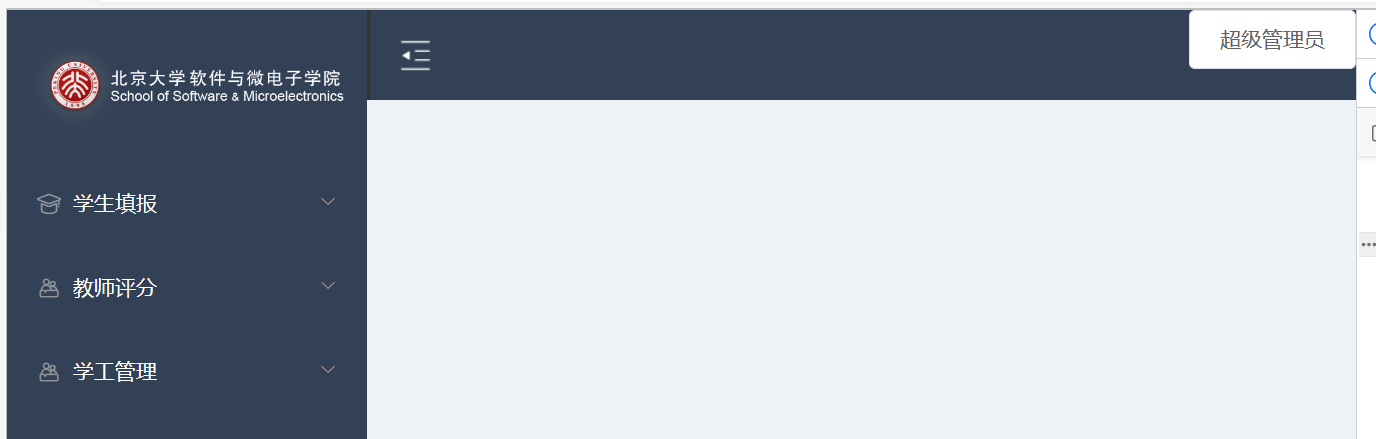 北京大学软件与微电子学院
School of Software & Microelectronics
超级管理员
学生填报
教师评分
学工管理